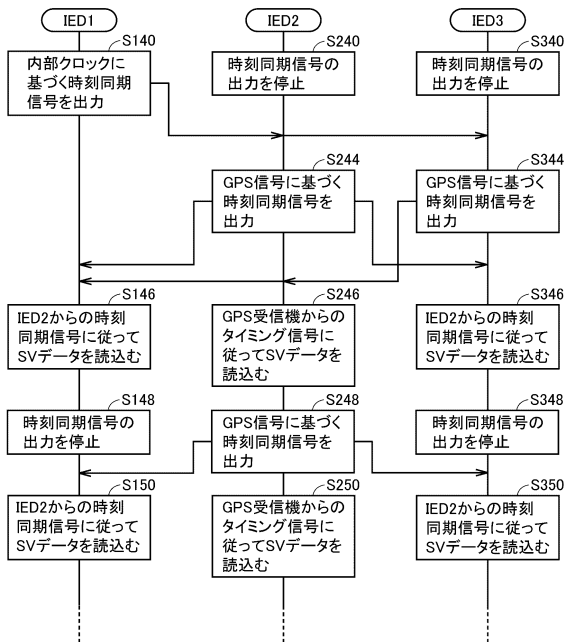 IED1
IED2
IED3
S140
内部クロックに
基づく時刻同期
信号を出力
S240
時刻同期信号の
出力を停止
S340
時刻同期信号の
出力を停止
S244
GPS信号に基づく
時刻同期信号を
出力
S344
GPS信号に基づく
時刻同期信号を
出力
S146
IED2からの時刻
同期信号に従って
SVデータを読込む
S246
GPS受信機からの
タイミング信号に
従ってSVデータを
読込む
S346
IED2からの時刻
同期信号に従って
SVデータを読込む
S148
時刻同期信号の
出力を停止
S248
GPS信号に基づく
時刻同期信号を
出力
S348
時刻同期信号の
出力を停止
S150
IED2からの時刻
同期信号に従って
SVデータを読込む
S250
GPS受信機からの
タイミング信号に
従ってSVデータを
読込む
S350
IED2からの時刻
同期信号に従って
SVデータを読込む